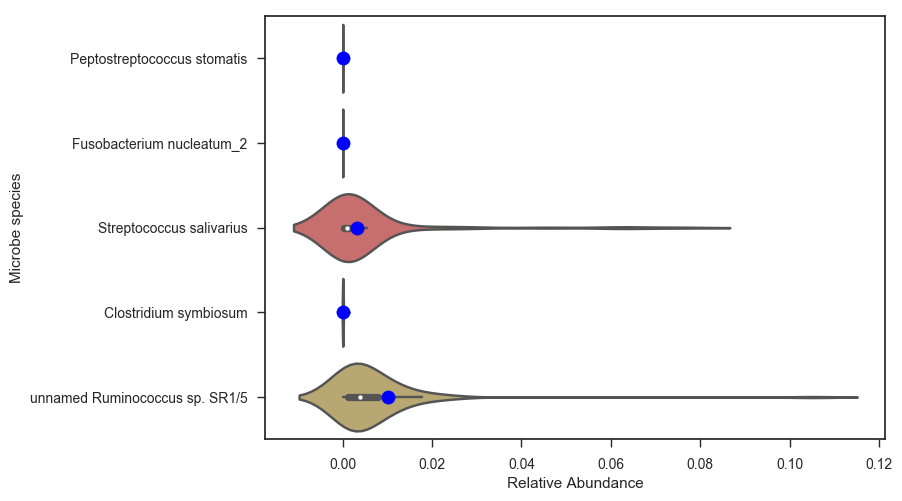 Peptostreptococcus stomatis
Fusobacterium nucleatum_2
Streptococcus salivarius
Clostridium symbiosum
unnamed Ruminococcus sp. SR1/5
Microbe species
0.00 0.02 0.04 0.06 0.08 0.10 0.12
Relative Abundance